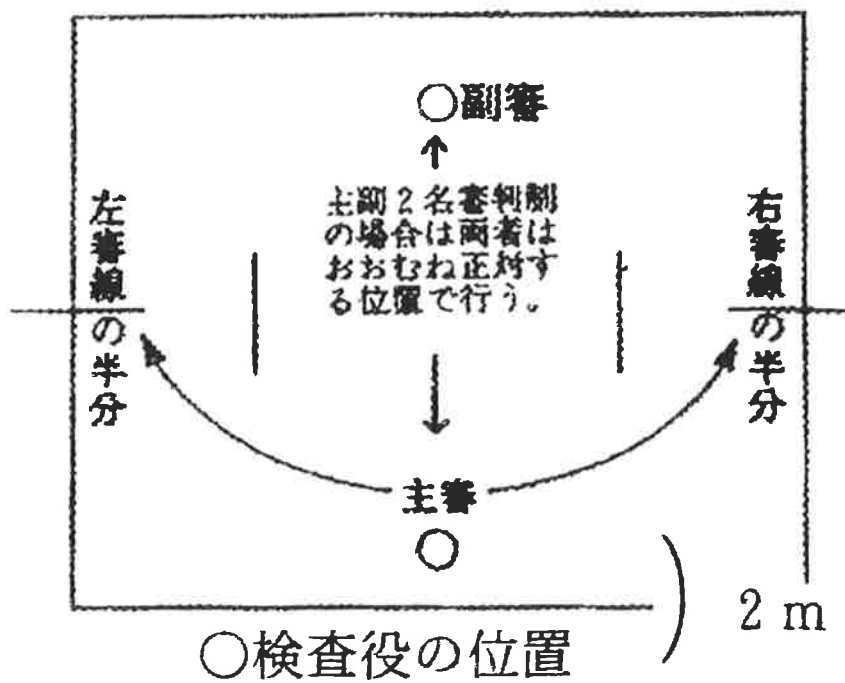 ○副審
主副2名審判制
の場合は両者は
おおむね正対す
る位置で行う。
左審線の半分
右審線の半分
主審
2m
○検査役の位置